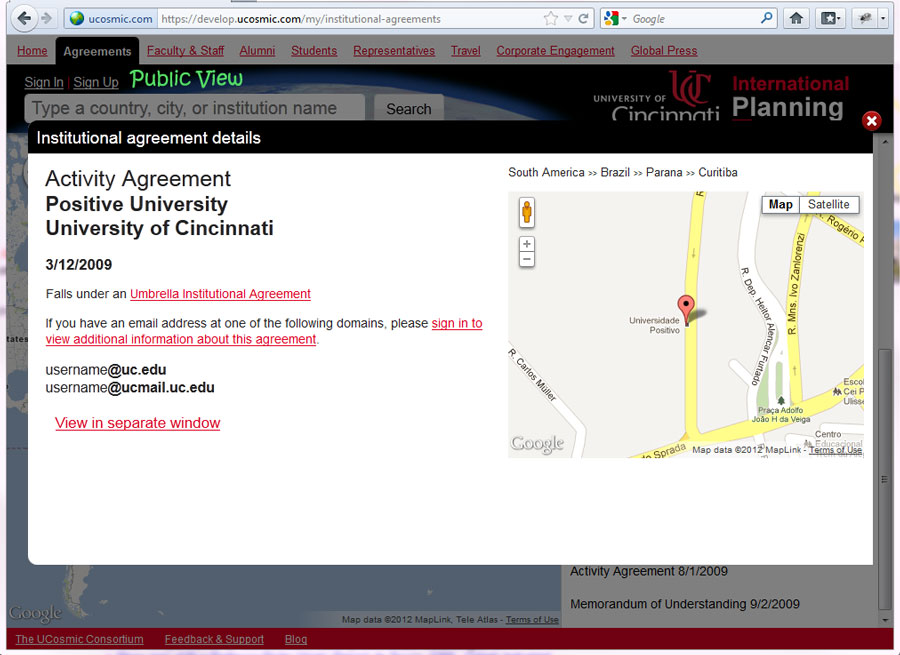 ucosmic.com
https://develop.ucosmic.com/my/institutional-agreements
Google
Home Agreements Faculty & Staff Alumni Students Representatives Travel Corporate Engagement Global Press
Sign In | Sign Up Public View
Type a country, city, or institution name Search
UNIVERSITY OF UC
Cincinnati
International
Planning
Institutional agreement details
Activity Agreement
Positive University
University of Cincinnati
3/12/2009
Falls under an Umbrella Institutional Agreement
If you have an email address at one of the following domains, please sign in to
view additional information about this agreement.
username@uc.edu
username@ucmail.uc.edu
View in separate window
South America >> Brazil >> Parana >> Curitiba
Map Satellite
R. Rogério P
R. Mns. Ivo Zanlorenzi
R. Dep. Heitor Alencar Furtado
Universidade
Positivo
R. Carlos Müller
Praça Adolfo
João H da Veiga
Escol
Cei P
Ulisse
Centro
Educacional
do Sprada
Google
Map data ©2012 MapLink - Terms of Use
tates
Activity Agreement 8/1/2009
Memorandum of Understanding 9/2/2009
Google
Map data ©2012 MapLink, Tele Atlas - Terms of Use
The UCosmic Consortium Feedback & Support Blog